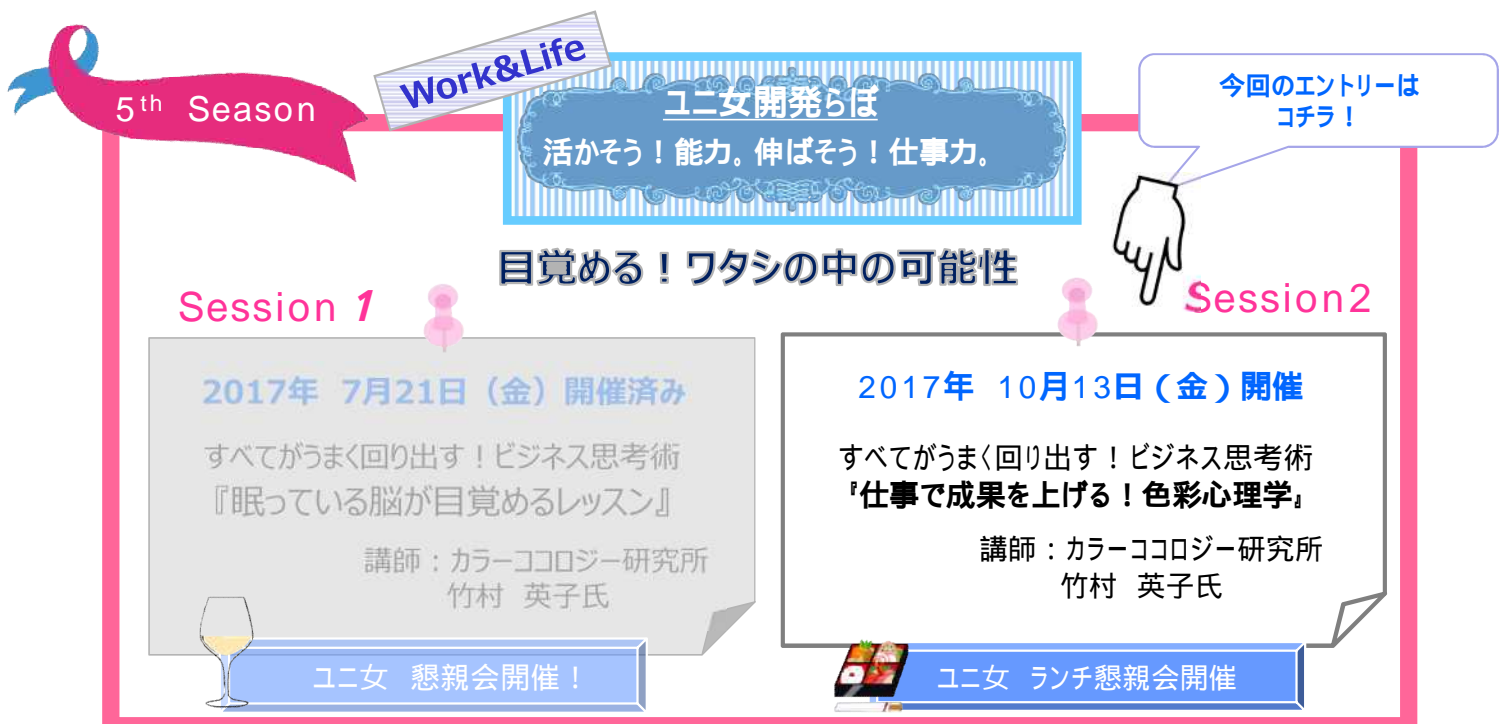 5th Season
Work&Life
ユニ女開発らぼ
活かそう！能力。伸ばそう！仕事力。
今回のエントリーは
コチラ！
目覚める！ワタシの中の可能性
Session 1
2017年 7月21日（金）開催済み
すべてがうまく回り出す！ビジネス思考術
『眠っている脳が目覚めるレッスン』
講師：カラーココロジー研究所
竹村 英子氏
ユニ女 懇親会開催！
Session2
2017年 10月13日（金）開催
すべてがうまく回り出す！ビジネス思考術
『仕事で成果を上げる！色彩心理学』
講師：カラーココロジー研究所
竹村 英子氏
ユニ女 ランチ懇親会開催